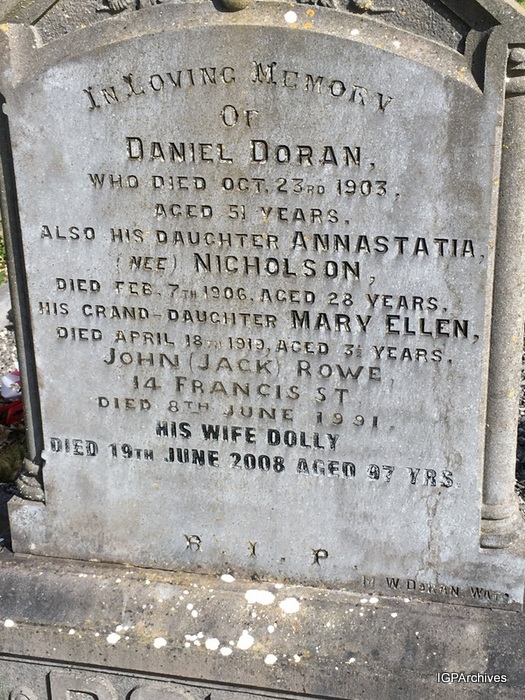 In Loving Memory
Of
Daniel Doran,
who died Oct. 23rd 1903,
aged 51 years.
also his daughter Annastatia,
(nee) Nicholson,
died Feb. 7th 1906, aged 28 years.
his grand-daughter Mary Ellen,
died April 18th 1919, aged 3½ years.
John (Jack) Rowe,
14 Francis St
died 8th June 1991.
HIS WIFE DOLLY
DIED 19TH JUNE 2008 AGED 97 YRS.
R. I. P.
W
IGPArchives